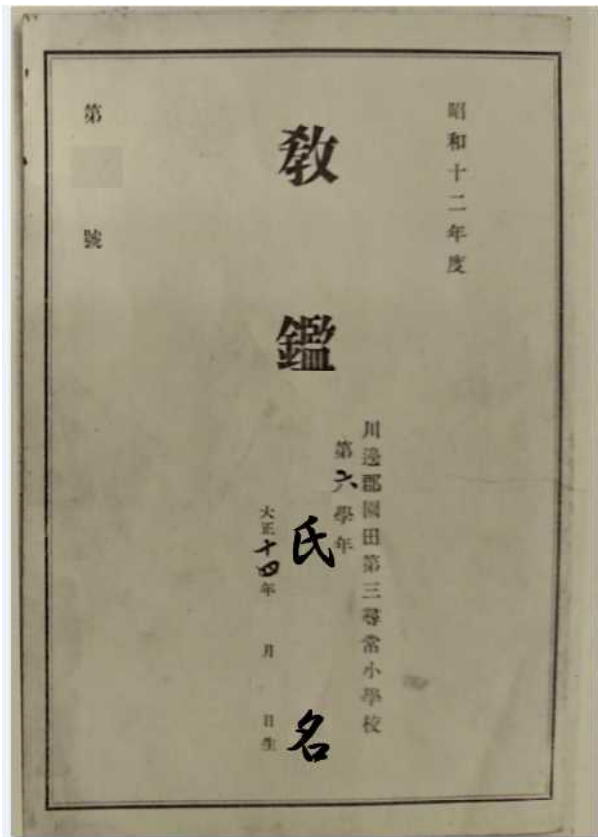 昭和十二年度
教鑑
川邊郡園田第三尋常小學校
第六學年
氏名
大正十四年 月 日生
第 號